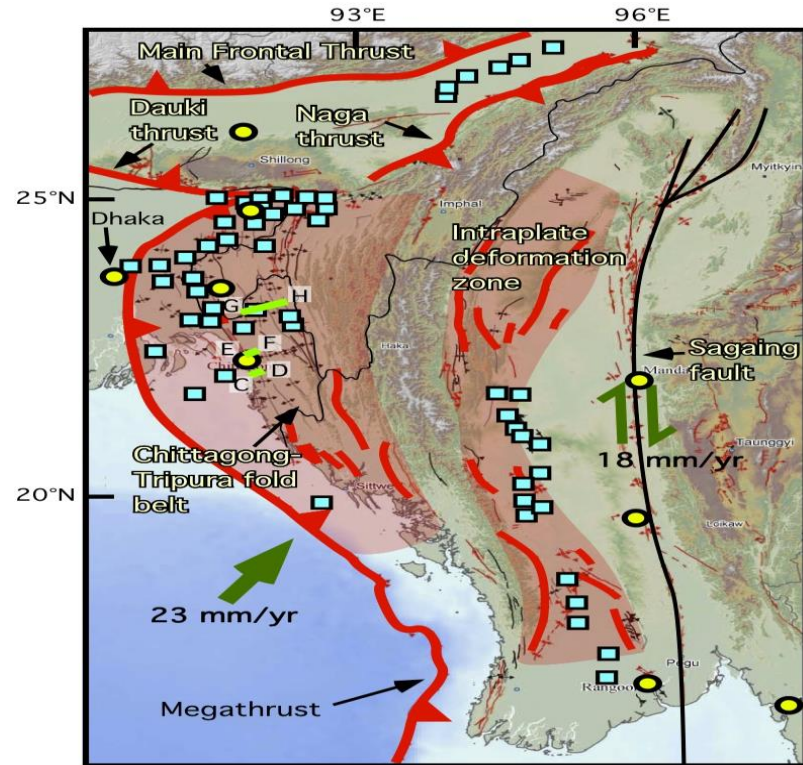 93°E
96°E
Main Frontal Thrust
Dauki
thrust
Naga
thrust
Shillong
Myitkyin
25°N
Dhaka
Imphal
Intraplate
deformation
zone
G
H
E
F
C
D
Haka
Sagaing
fault
Manda
Taunggyi
18 mm/yr
Chittagong-
Tripura fold
belt
20°N
Sittwe
Loikaw
23 mm/yr
Pegu
Rangoo
Megathrust